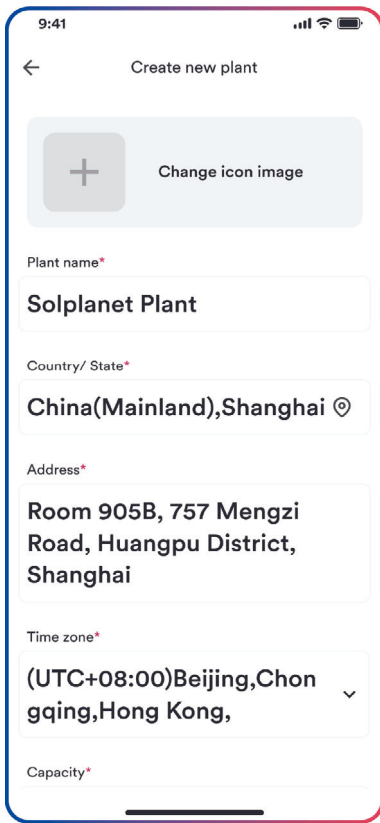 9:41
Create new plant
Change icon image
Plant name*
Solplanet Plant
Country/ State*
China(Mainland),Shanghai
Address*
Room 905B, 757 Mengzi
Road, Huangpu District,
Shanghai
Time zone*
(UTC+08:00)Beijing,Chon
gqing,Hong Kong,
Capacity*